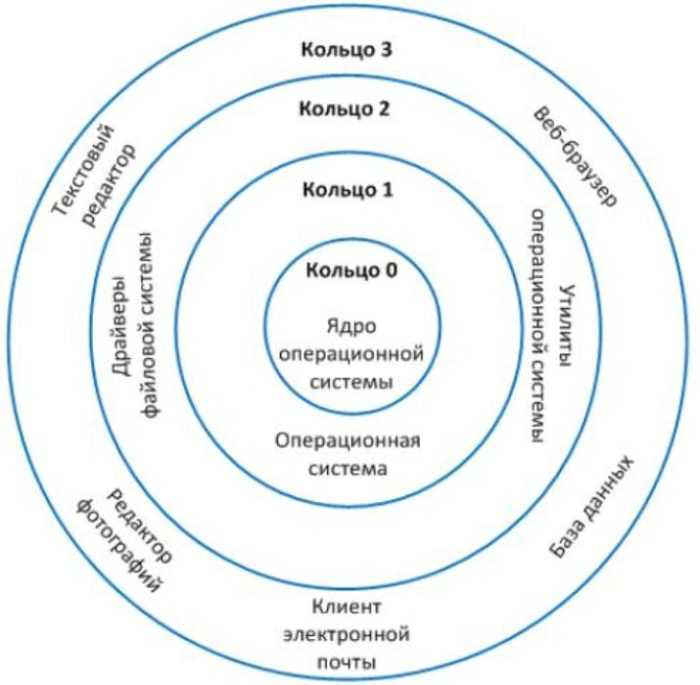 Кольцо 3
Кольцо 2
Кольцо 1
Кольцо 0
Ядро
операционной
системы
Операционная
система
Драйверы
файловой системы
Утилиты
операционной системы
Текстовый
редактор
Веб-браузер
Редактор
фотографий
База данных
Клиент
электронной
почты